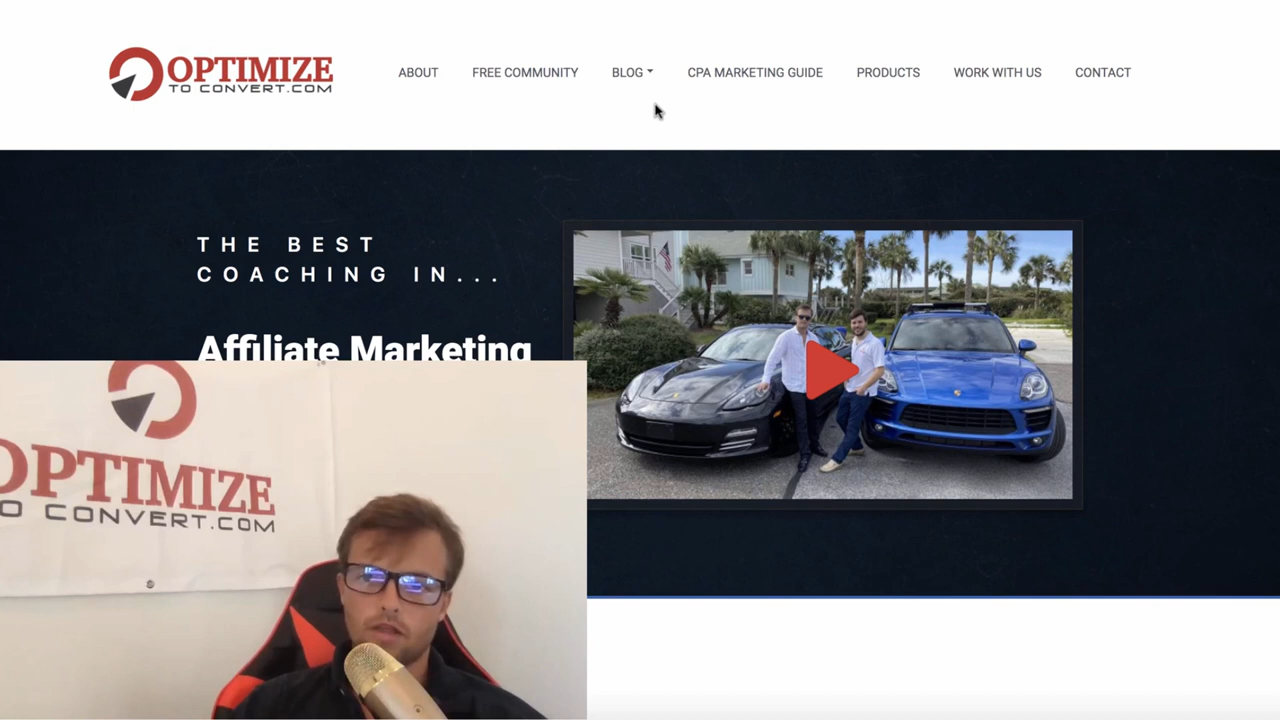 OPTIMIZE
TO CONVERT.COM
ABOUT
FREE COMMUNITY
BLOG
CPA MARKETING GUIDE
PRODUCTS
WORK WITH US
CONTACT
THE BEST
COACHING IN...
Affiliate Marketing
OPTIMIZE
TO CONVERT.COM